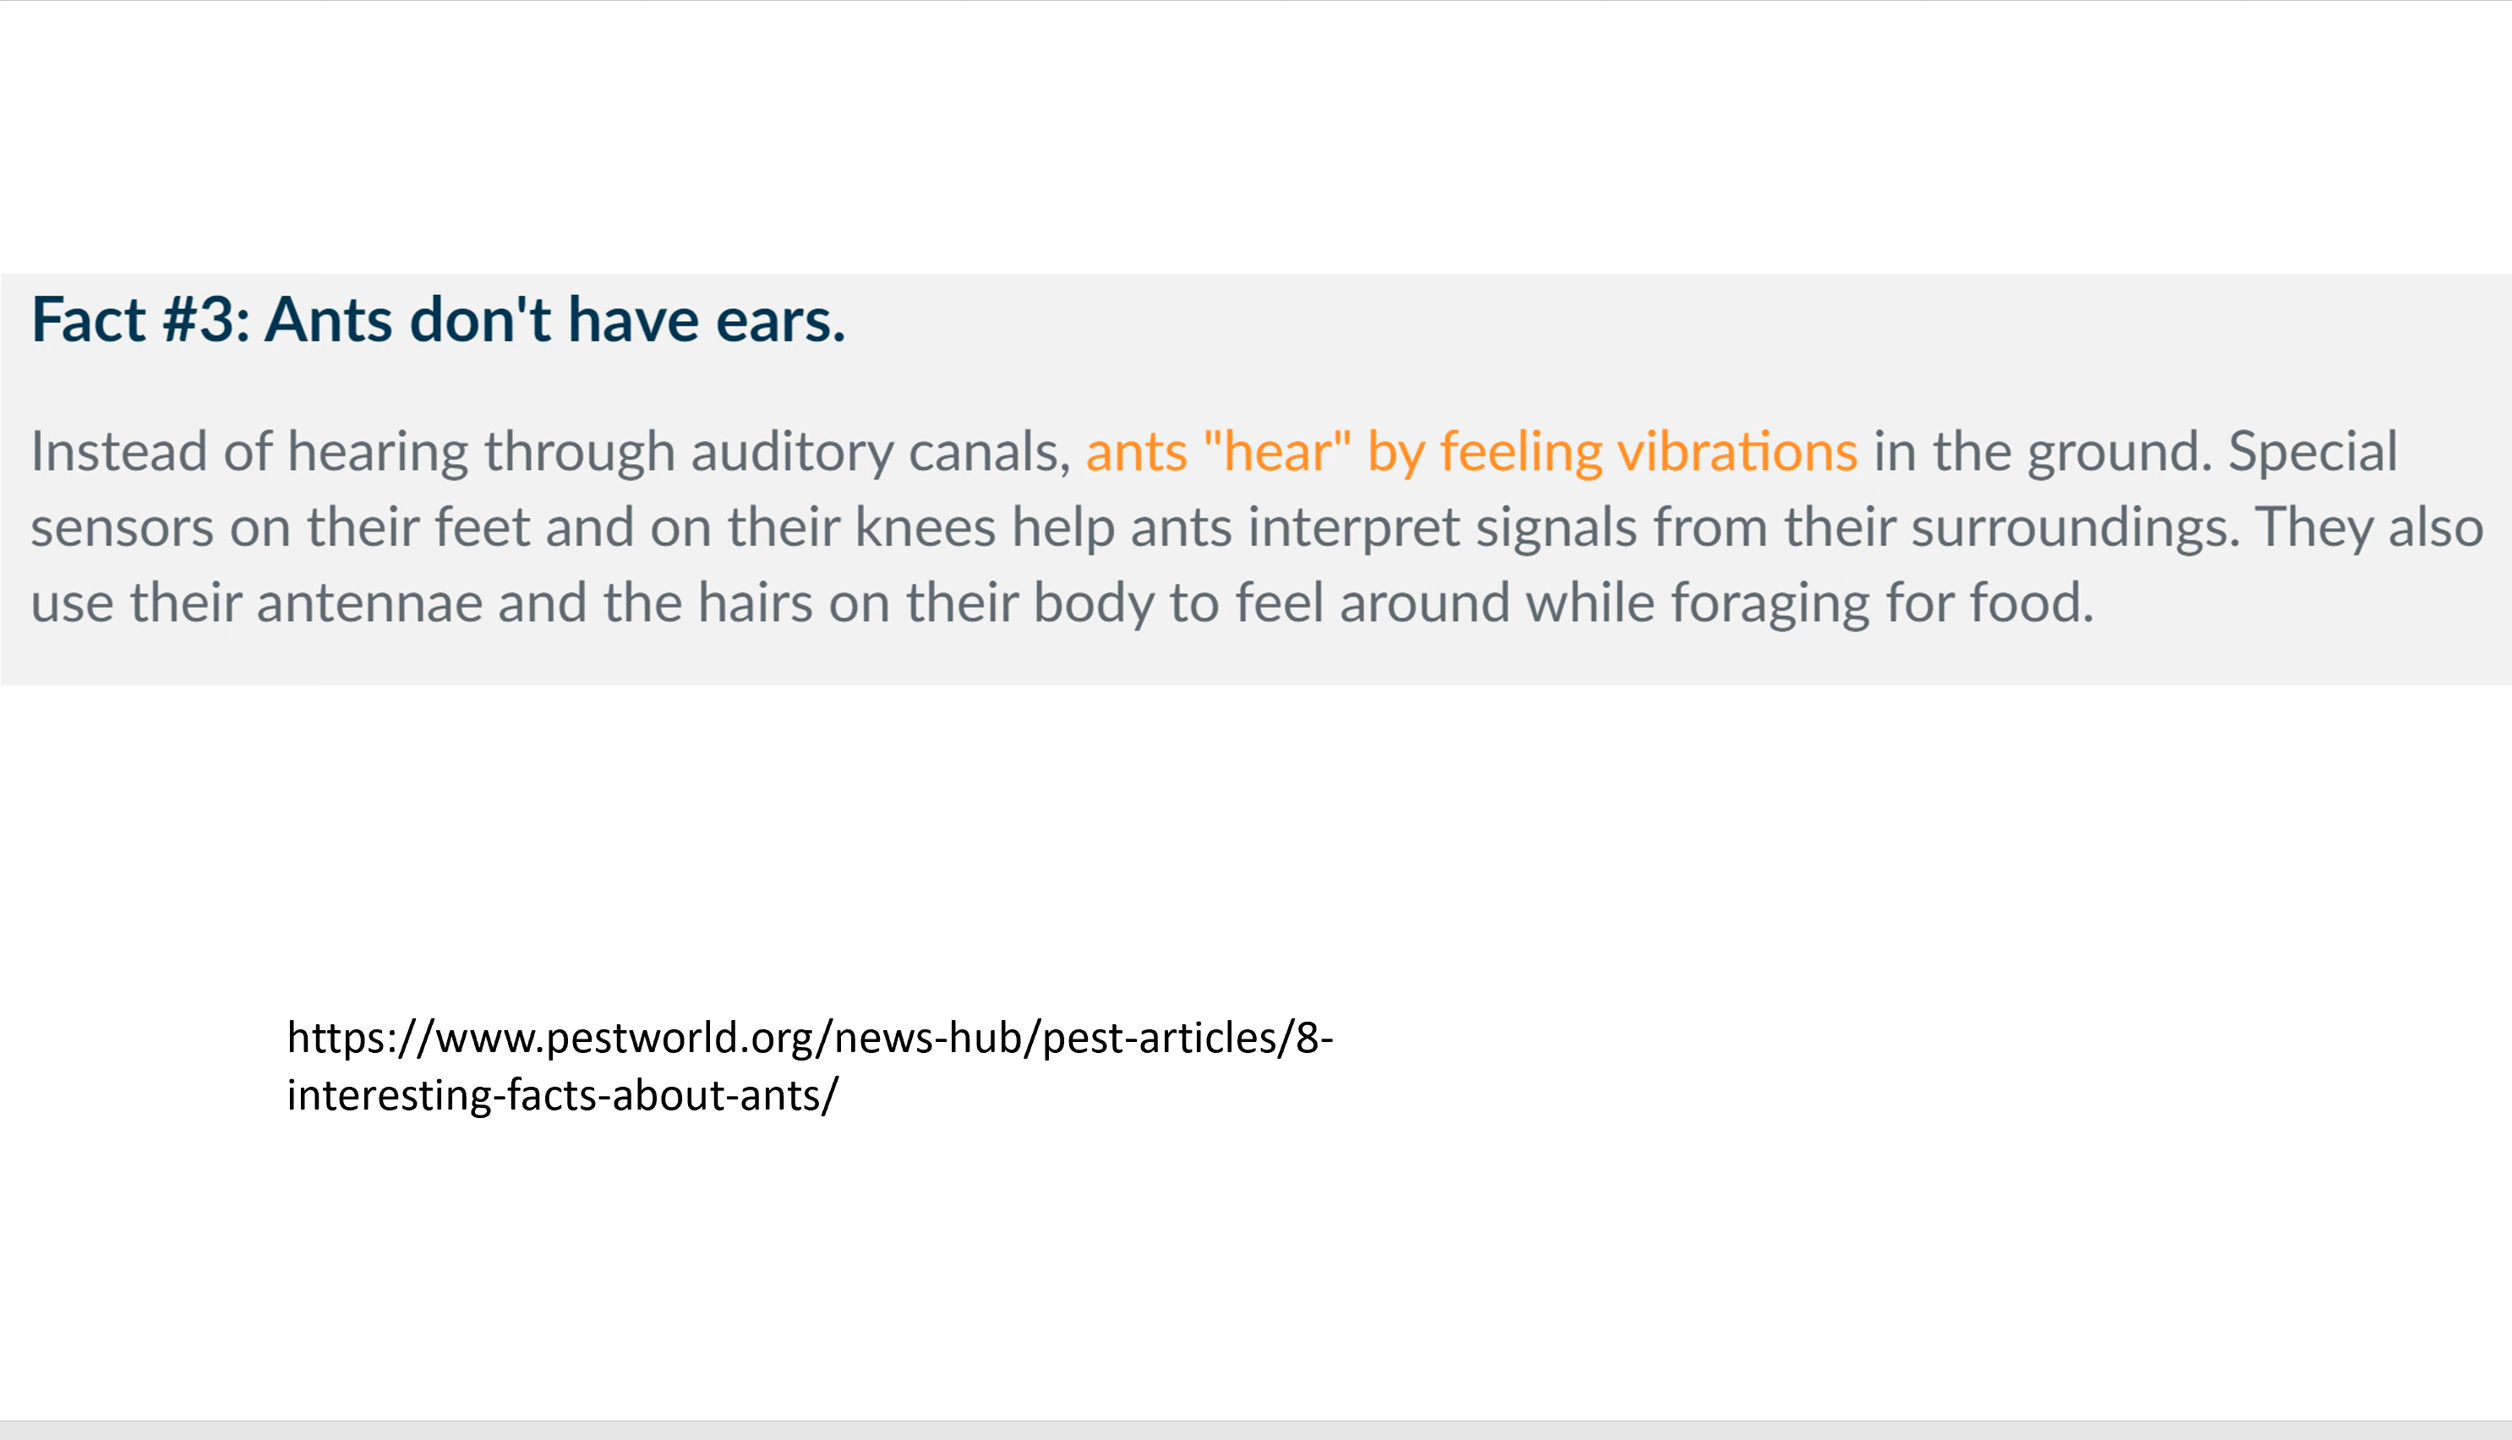 Fact #3: Ants don't have ears.
Instead of hearing through auditory canals, ants "hear" by feeling vibrations in the ground. Special
sensors on their feet and on their knees help ants interpret signals from their surroundings. They also
use their antennae and the hairs on their body to feel around while foraging for food.
https://www.pestworld.org/news-hub/pest-articles/8-
interesting-facts-about-ants/